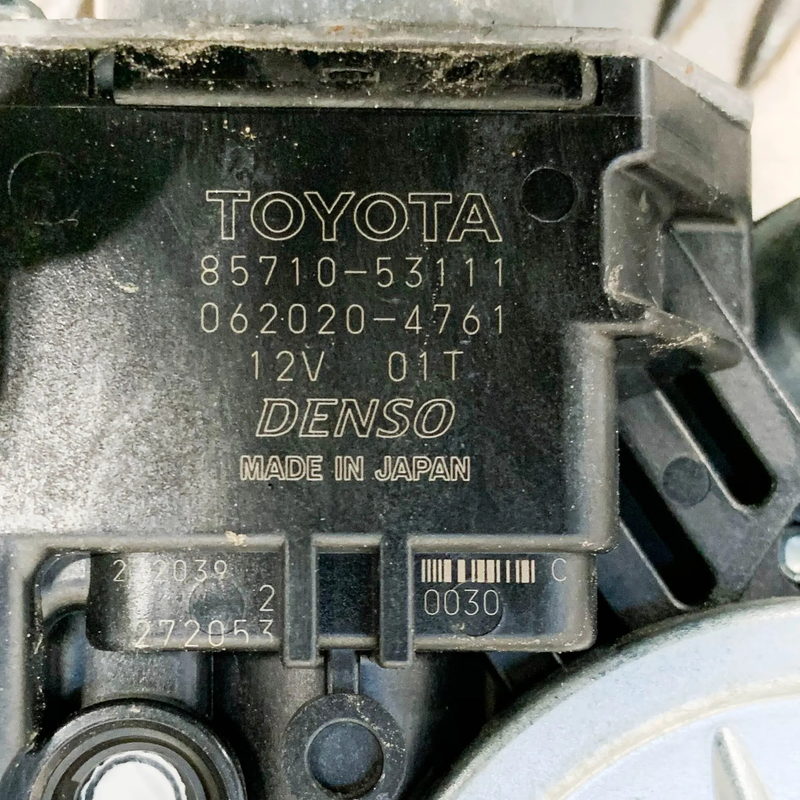 TOYOTA
85710-53111
062020-4761
12V 01T
DENSO
MADE IN JAPAN
C
2
0030
272053